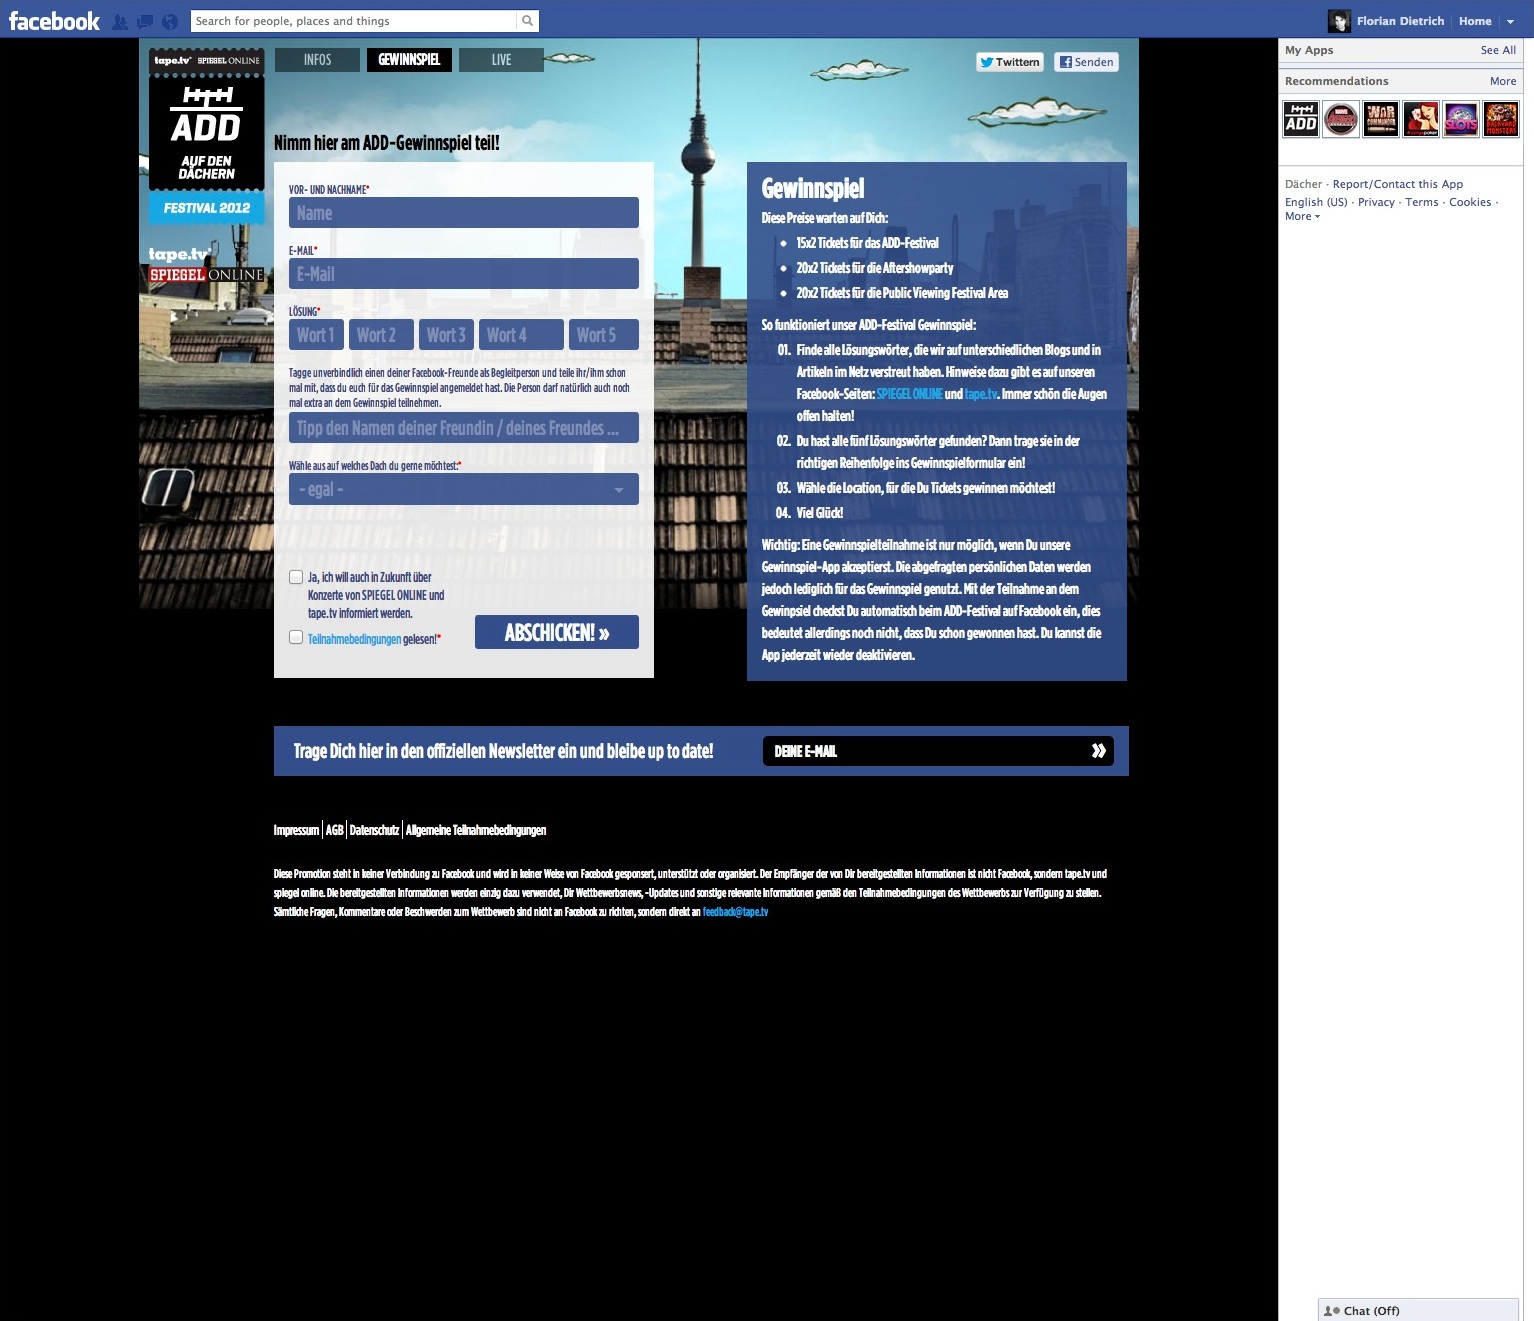 facebook
Search for people, places and things
Florian Dietrich
Home
tape.tv SPIEGEL ONLINE
INFOS
GEWINNSPIEL
LIVE
Twittern
Senden
ADD
AUF DEN
DÄCHERN
FESTIVAL 2012
tape.tv
SPIEGEL ONLINE
Nimm hier am ADD-Gewinnspiel teil!
VOR- UND NACHNAME*
Name
E-MAIL*
E-Mail
LÖSUNG*
Wort 1 Wort 2 Wort 3 Wort 4 Wort 5
Tagge unverbindlich einen deiner Facebook-Freunde als Begleitperson und teile ihr/ihm schon
mal mit, dass du euch für das Gewinnspiel angemeldet hast. Die Person darf natürlich auch noch
mal extra an dem Gewinnspiel teilnehmen.
Tipp den Namen deiner Freundin / deines Freundes ...
Wähle aus auf welches Dach du gerne möchtest:*
- egal -
Ja, ich will auch in Zukunft über
Konzerte von SPIEGEL ONLINE und
tape.tv informiert werden.
Teilnahmebedingungen gelesen!*
ABSCHICKEN! »
Gewinnspiel
Diese Preise warten auf Dich:
• 15x2 Tickets für das ADD-Festival
• 20x2 Tickets für die Aftershowparty
• 20x2 Tickets für die Public Viewing Festival Area
So funktioniert unser ADD-Festival Gewinnspiel:
01. Finde alle Lösungswörter, die wir auf unterschiedlichen Blogs und in
Artikeln im Netz verstreut haben. Hinweise dazu gibt es auf unseren
Facebook-Seiten: SPIEGEL ONLINE und tape.tv. Immer schön die Augen
offen halten!
02. Du hast alle fünf Lösungswörter gefunden? Dann trage sie in der
richtigen Reihenfolge ins Gewinnspielformular ein!
03. Wähle die Location, für die Du Tickets gewinnen möchtest!
04. Viel Glück!
Wichtig: Eine Gewinnspielteilnahme ist nur möglich, wenn Du unsere
Gewinnspiel-App akzeptierst. Die abgefragten persönlichen Daten werden
jedoch lediglich für das Gewinnspiel genutzt. Mit der Teilnahme an dem
Gewinpsiel checkst Du automatisch beim ADD-Festival auf Facebook ein, dies
bedeutet allerdings noch nicht, dass Du schon gewonnen hast. Du kannst die
App jederzeit wieder deaktivieren.
Trage Dich hier in den offiziellen Newsletter ein und bleibe up to date!
DEINE E-MAIL »
Impressum | AGB | Datenschutz | Allgemeine Teilnahmebedingungen
Diese Promotion steht in keiner Verbindung zu Facebook und wird in keiner Weise von Facebook gesponsert, unterstützt oder organisiert. Der Empfänger der von Dir bereitgestellten Informationen ist nicht Facebook, sondern tape.tv und
spiegel online. Die bereitgestellten Informationen werden einzig dazu verwendet, Dir Wettbewerbsnews, -Updates und sonstige relevante Informationen gemäß den Teilnahmebedingungen des Wettbewerbs zur Verfügung zu stellen.
Sämtliche Fragen, Kommentare oder Beschwerden zum Wettbewerb sind nicht an Facebook zu richten, sondern direkt an feedback@tape.tv
My Apps
See All
Recommendations
More
ADD
WAR
COMMANDER
SLOTS
BACKYARD
MONSTERS
Dächer · Report/Contact this App
English (US) · Privacy · Terms · Cookies ·
More
Chat (Off)